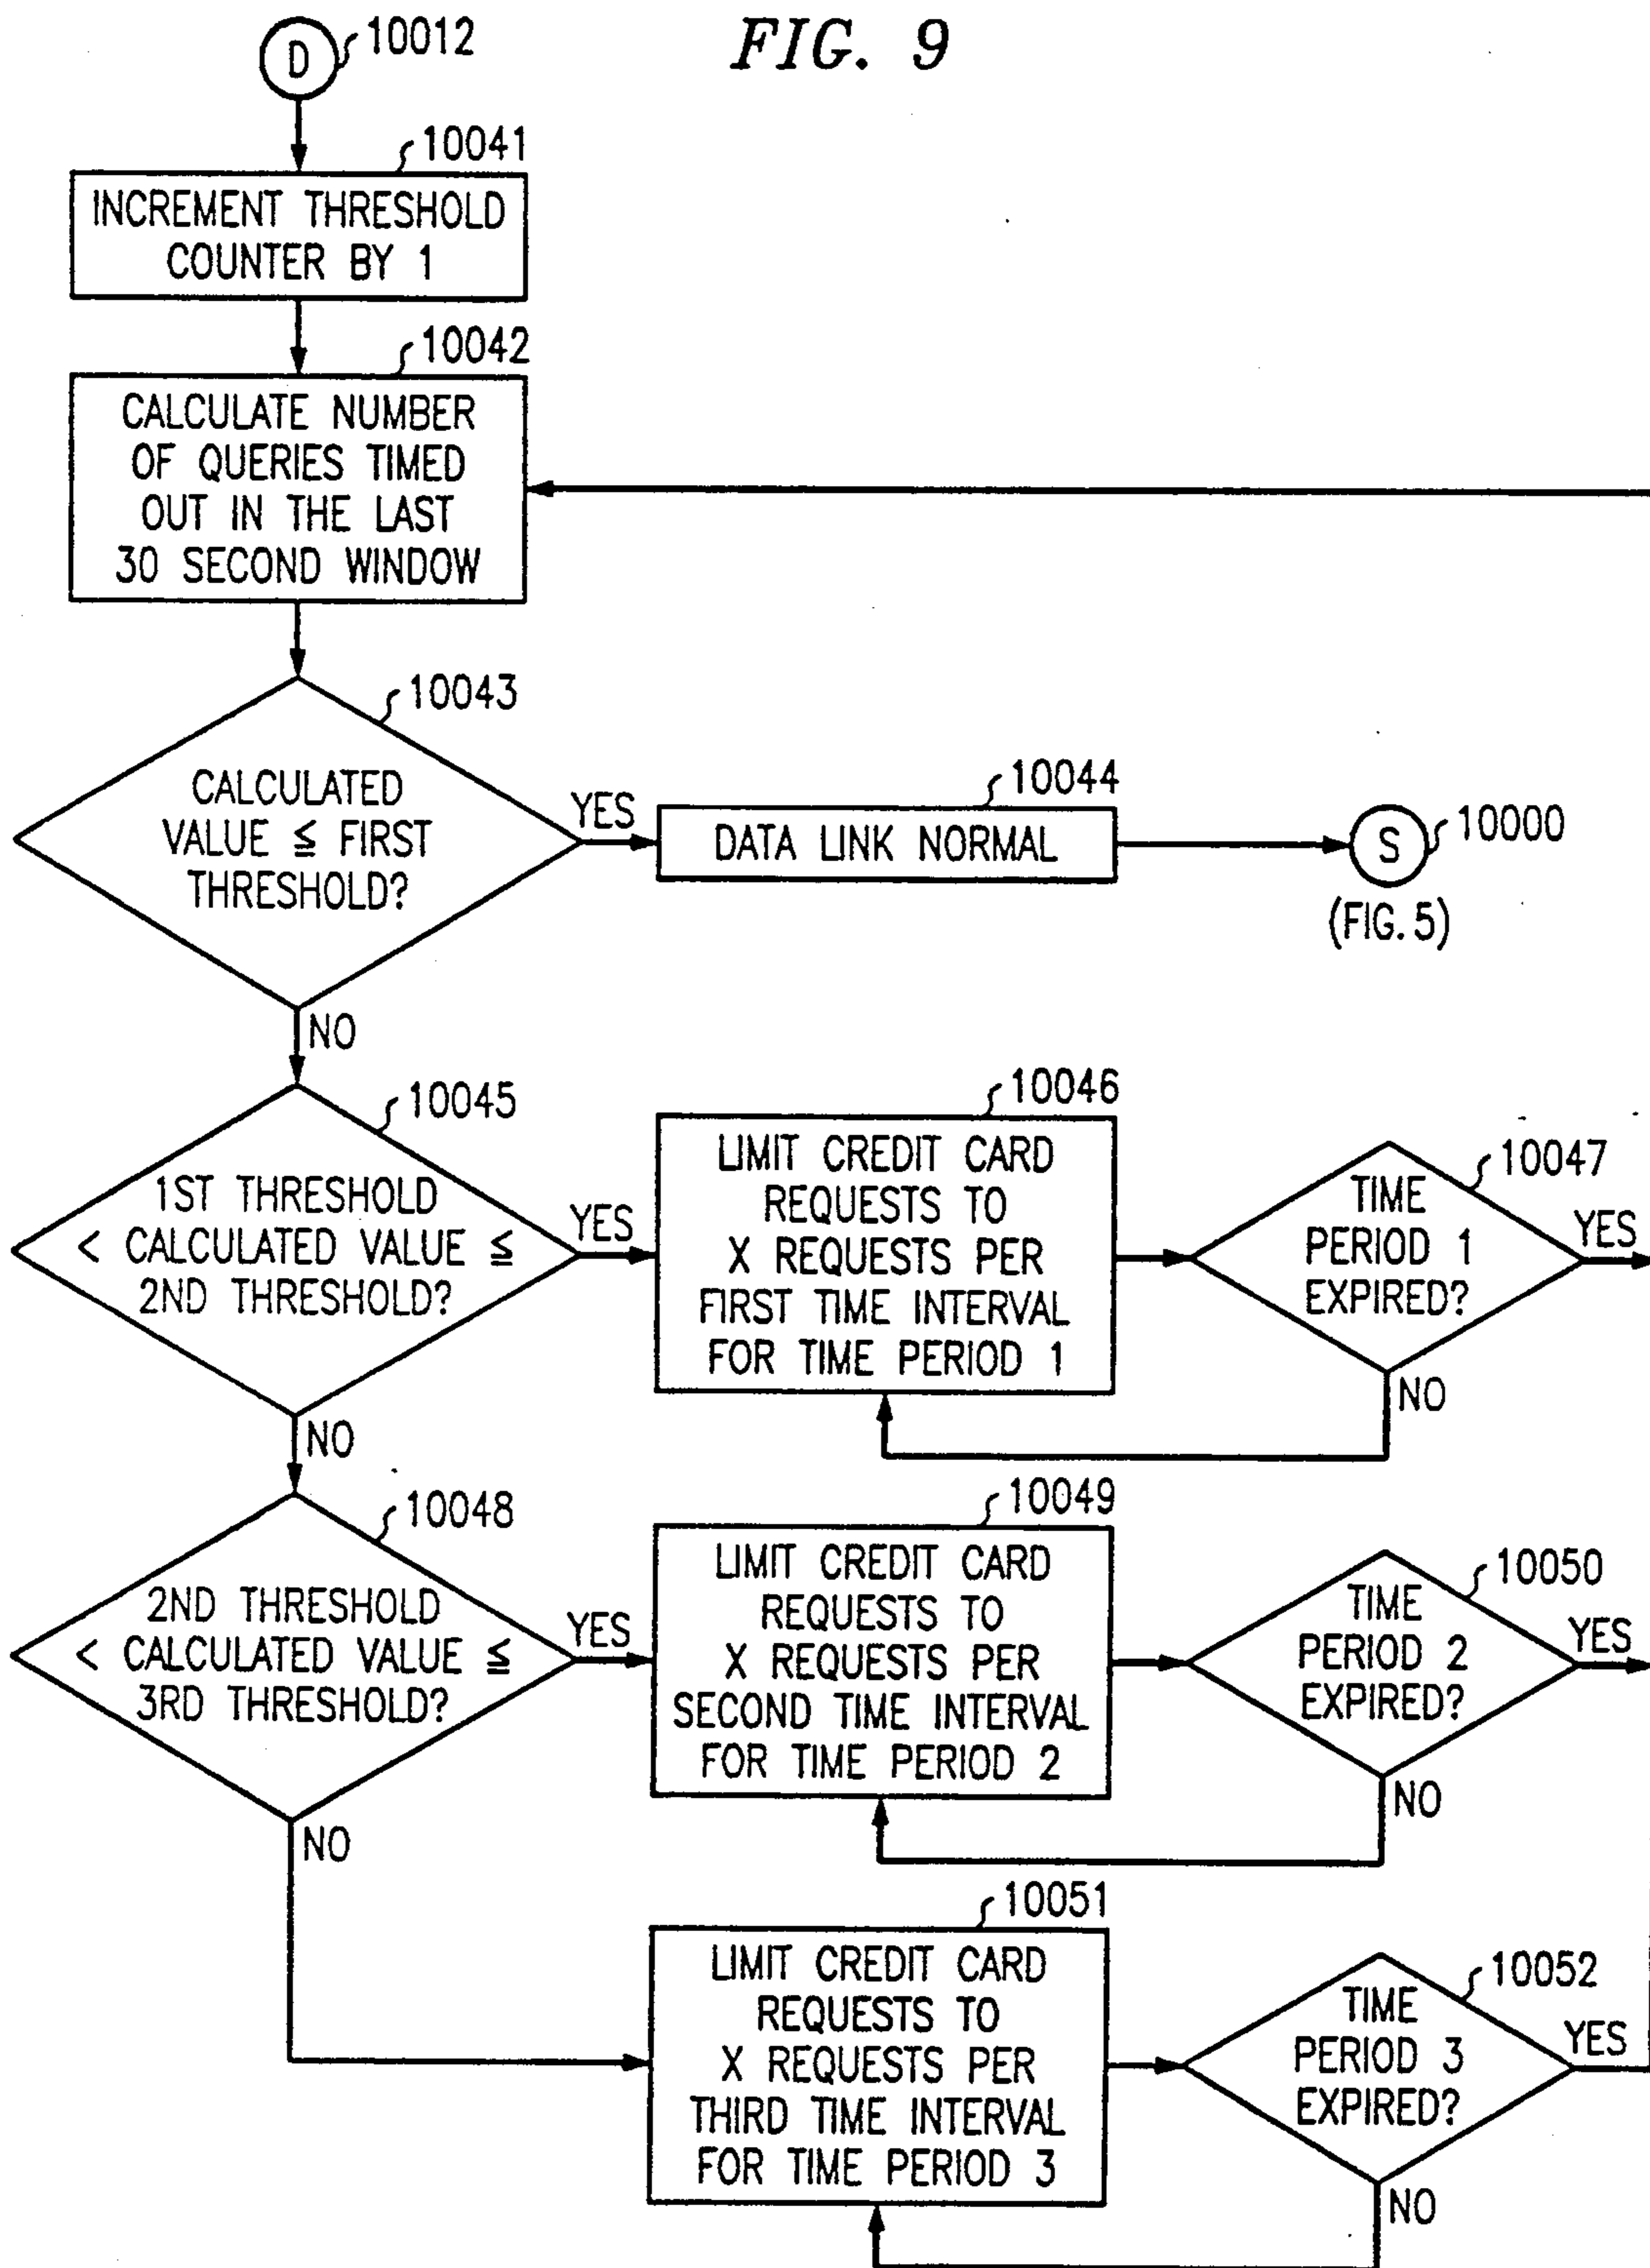 FIG. 9
D
10012
10041
INCREMENT THRESHOLD
COUNTER BY 1
10042
CALCULATE NUMBER
OF QUERIES TIMED
OUT IN THE LAST
30 SECOND WINDOW
10043
CALCULATED
VALUE ≦ FIRST
THRESHOLD?
YES
10044
DATA LINK NORMAL
S
10000
(FIG. 5)
NO
10045
1ST THRESHOLD
< CALCULATED VALUE ≦
2ND THRESHOLD?
YES
10046
LIMIT CREDIT CARD
REQUESTS TO
X REQUESTS PER
FIRST TIME INTERVAL
FOR TIME PERIOD 1
10047
TIME
PERIOD 1
EXPIRED?
YES
NO
NO
10048
2ND THRESHOLD
< CALCULATED VALUE ≦
3RD THRESHOLD?
YES
10049
LIMIT CREDIT CARD
REQUESTS TO
X REQUESTS PER
SECOND TIME INTERVAL
FOR TIME PERIOD 2
10050
TIME
PERIOD 2
EXPIRED?
YES
NO
NO
10051
LIMIT CREDIT CARD
REQUESTS TO
X REQUESTS PER
THIRD TIME INTERVAL
FOR TIME PERIOD 3
10052
TIME
PERIOD 3
EXPIRED?
YES
NO